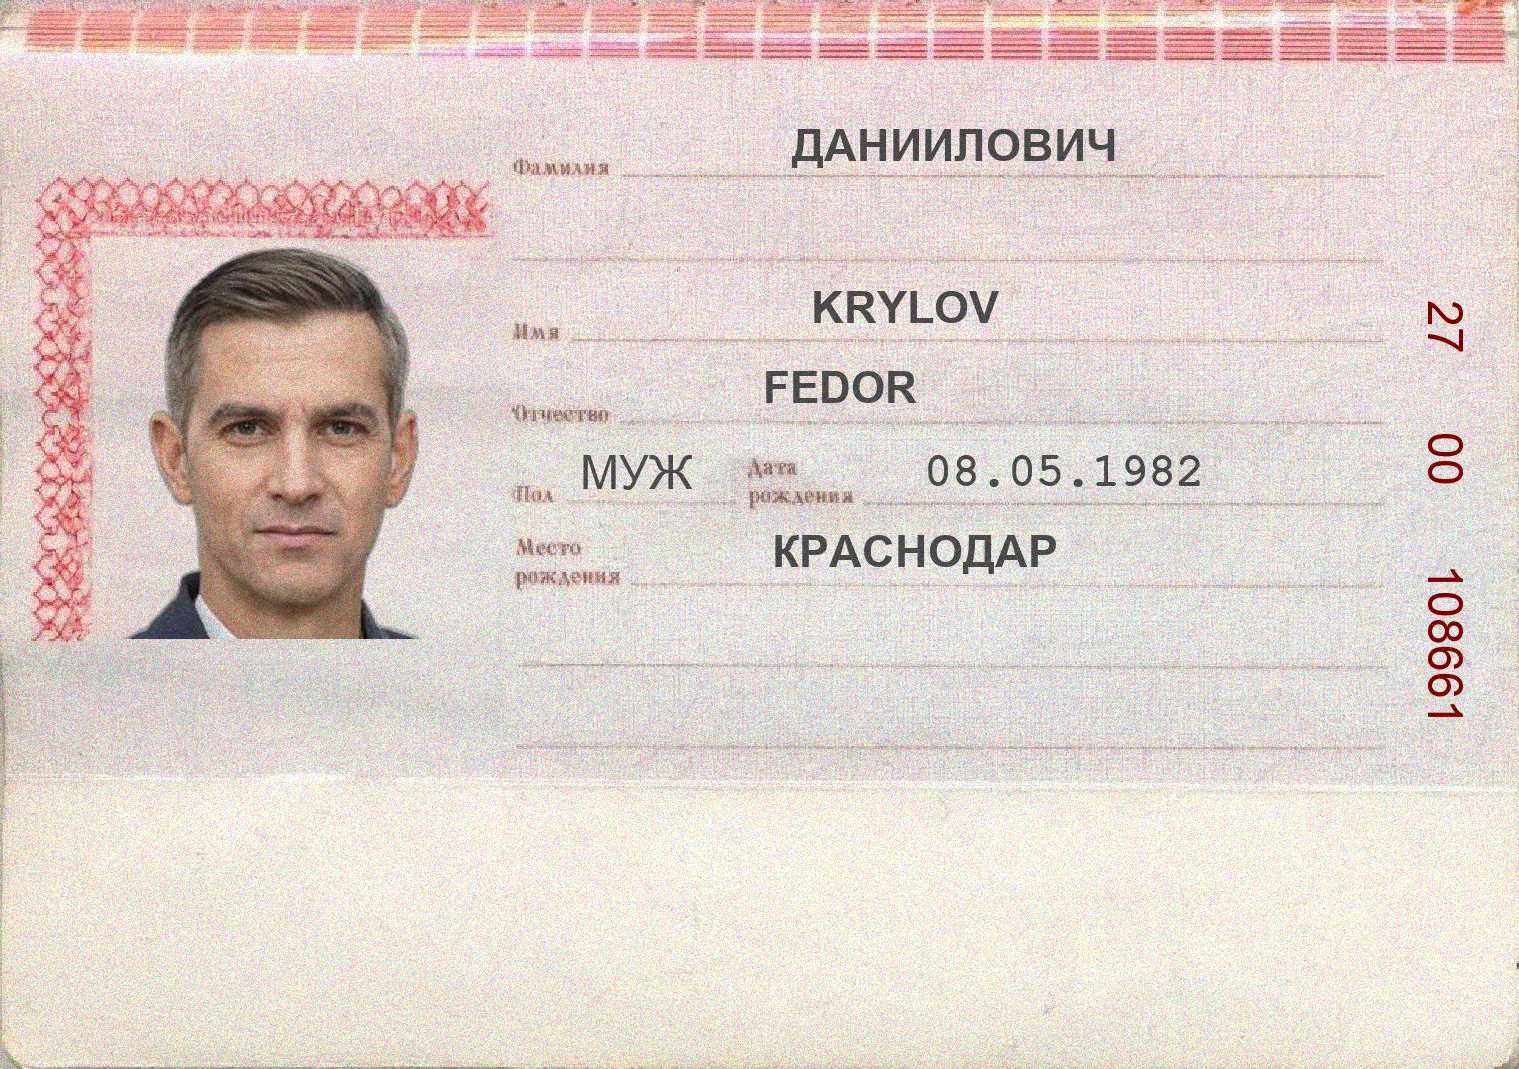 Фамилия ДАНИИЛОВИЧ
Имя KRYLOV
Отчество FEDOR
Пол МУЖ Дата рождения 08.05.1982
Место рождения КРАСНОДАР
27 00 108661